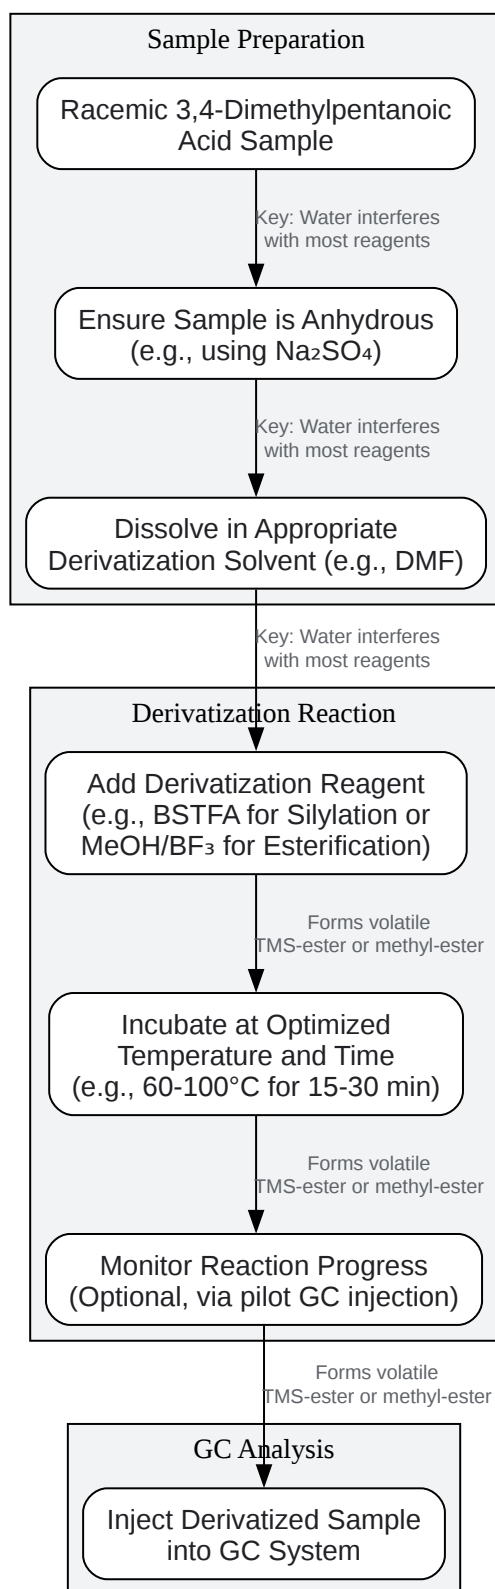 Sample Preparation
Racemic 3,4-Dimethylpentanoic
Acid Sample
Key: Water interferes
with most reagents
Ensure Sample is Anhydrous
(e.g., using Na₂SO₄)
Key: Water interferes
with most reagents
Dissolve in Appropriate
Derivatization Solvent (e.g., DMF)
Key: Water interferes
with most reagents
Derivatization Reaction
Add Derivatization Reagent
(e.g., BSTFA for Silylation or
MeOH/BF₃ for Esterification)
Forms volatile
TMS-ester or methyl-ester
Incubate at Optimized
Temperature and Time
(e.g., 60-100°C for 15-30 min)
Forms volatile
TMS-ester or methyl-ester
Monitor Reaction Progress
(Optional, via pilot GC injection)
Forms volatile
TMS-ester or methyl-ester
GC Analysis
Inject Derivatized Sample
into GC System